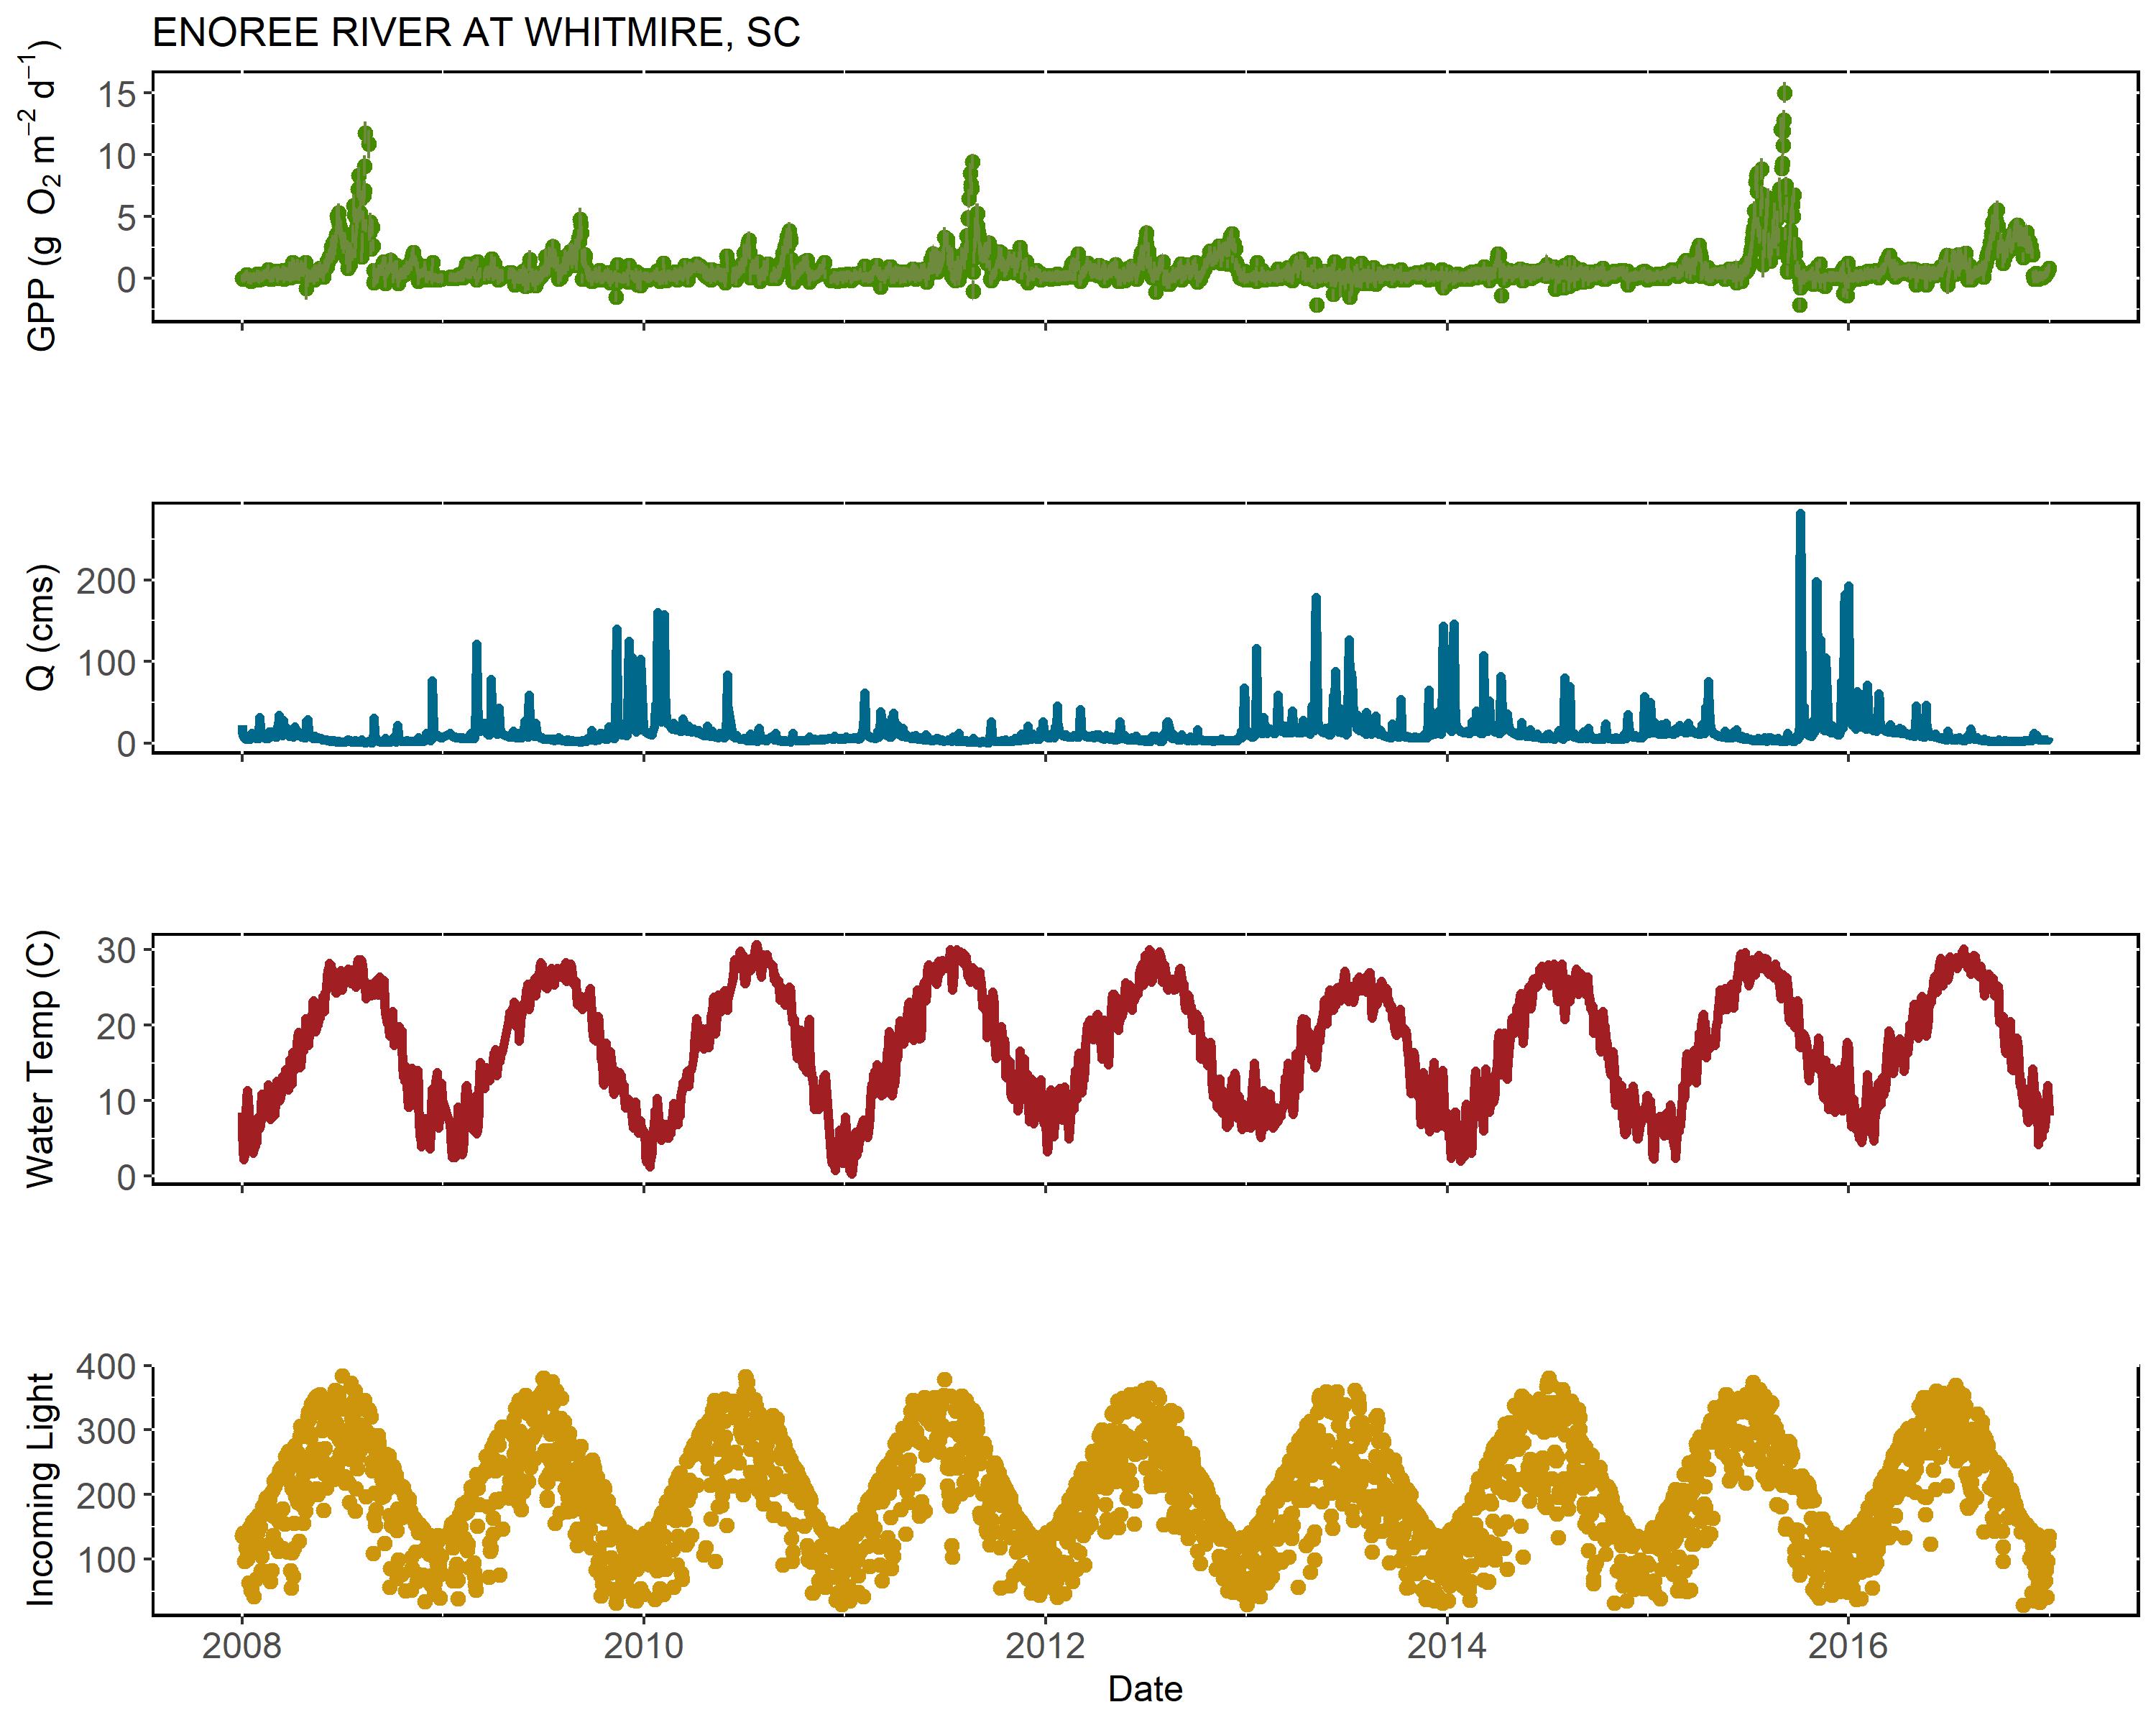 ENOREE RIVER AT WHITMIRE, SC
GPP (g O₂ m⁻² d⁻¹)
15
10
5
0
Q (cms)
200
100
0
Water Temp (C)
30
20
10
0
Incoming Light
400
300
200
100
2008 2010 2012 2014 2016
Date